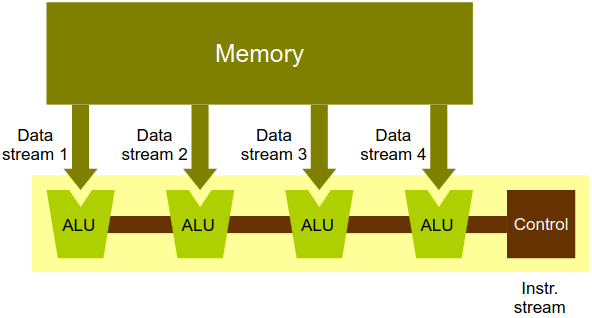 Memory
Data
stream 1
Data
stream 2
Data
stream 3
Data
stream 4
ALU
ALU
ALU
ALU
Control
Instr.
stream